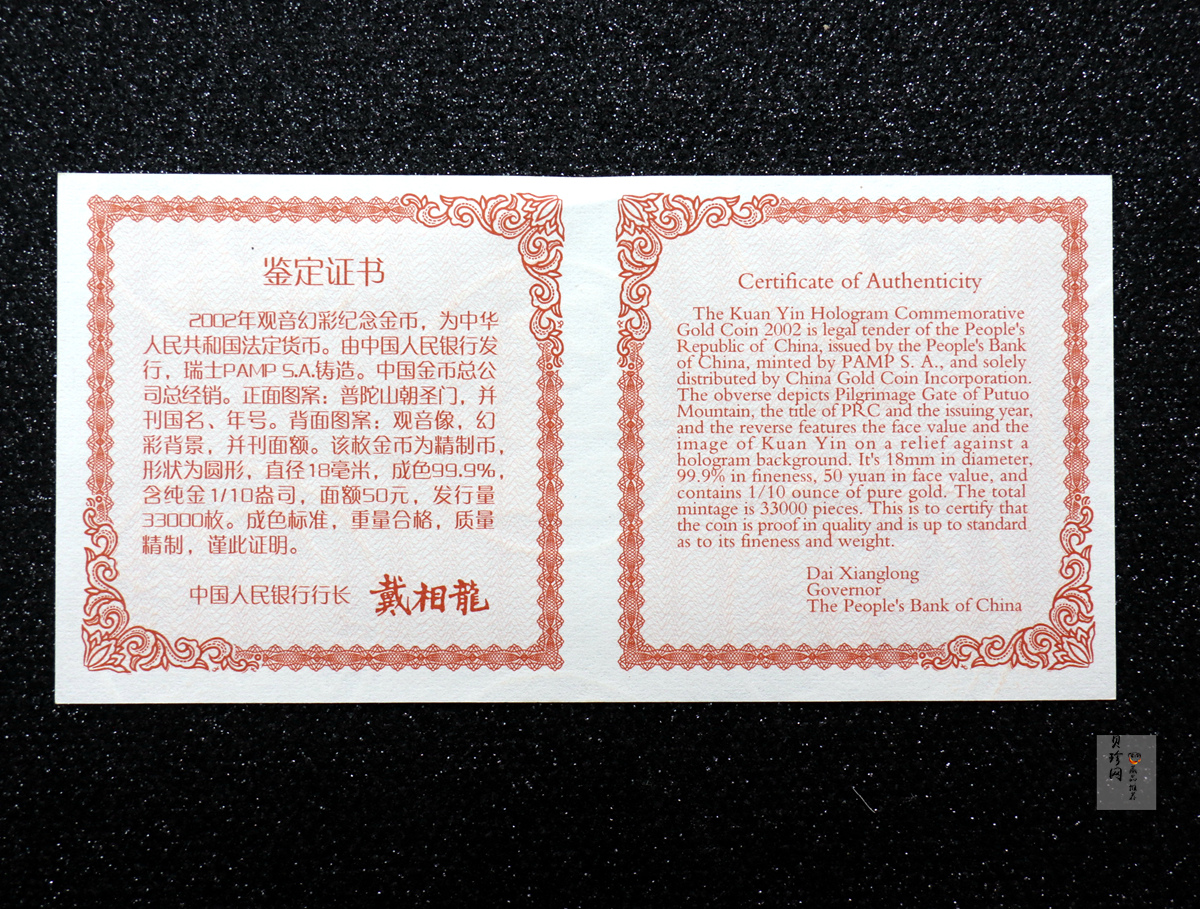 鉴定证书
2002年观音幻彩纪念金币，为中华
人民共和国法定货币。由中国人民银行发
行，瑞士PAMP S.A.铸造。中国金币总公
司总经销。正面图案：普陀山朝圣门，并
刊国名、年号。背面图案：观音像，幻
彩背景，并刊面额。该枚金币为精制币，
形状为圆形，直径18毫米，成色99.9%，
含纯金1/10盎司，面额50元，发行量
33000枚。成色标准，重量合格，质量
精制，谨此证明。
中国人民银行行长 戴相龍
Certificate of Authenticity
The Kuan Yin Hologram Commemorative
Gold Coin 2002 is legal tender of the People's
Republic of China, issued by the People's Bank
of China, minted by PAMP S. A., and solely
distributed by China Gold Coin Incorporation.
The obverse depicts Pilgrimage Gate of Putuo
Mountain, the title of PRC and the issuing year,
and the reverse features the face value and the
image of Kuan Yin on a relief against a
hologram background. It's 18mm in diameter,
99.9% in fineness, 50 yuan in face value, and
contains 1/10 ounce of pure gold. The total
mintage is 33000 pieces. This is to certify that
the coin is proof in quality and is up to standard
as to its fineness and weight.
Dai Xianglong
Governor
The People's Bank of China